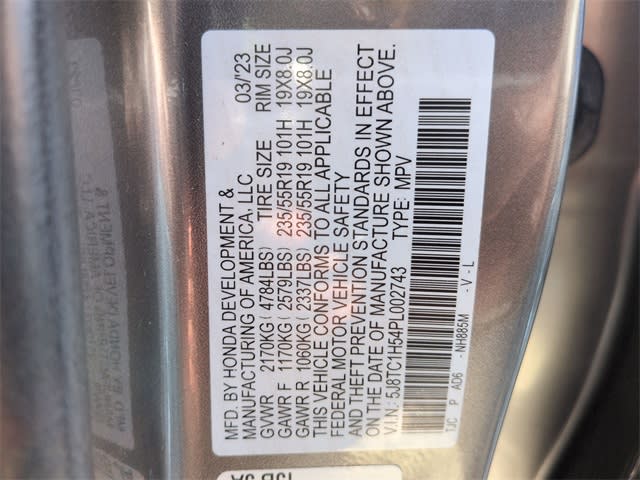 MFD. BY HONDA DEVELOPMENT & 03/'23
MANUFACTURING OF AMERICA, LLC
GVWR 2170KG( 4784LBS) TIRE SIZE RIM SIZE
GAWR F 1170KG( 2579LBS) 235/55R19 101H 19X8.0J
GAWR R 1060KG( 2337LBS) 235/55R19 101H 19X8.0J
THIS VEHICLE CONFORMS TO ALL APPLICABLE
FEDERAL MOTOR VEHICLE SAFETY
AND THEFT PREVENTION STANDARDS IN EFFECT
ON THE DATE OF MANUFACTURE SHOWN ABOVE.
V.I.N.: 5J8TC1H54PL002743 TYPE: MPV
TJC P AD6 -NH885M -V-L